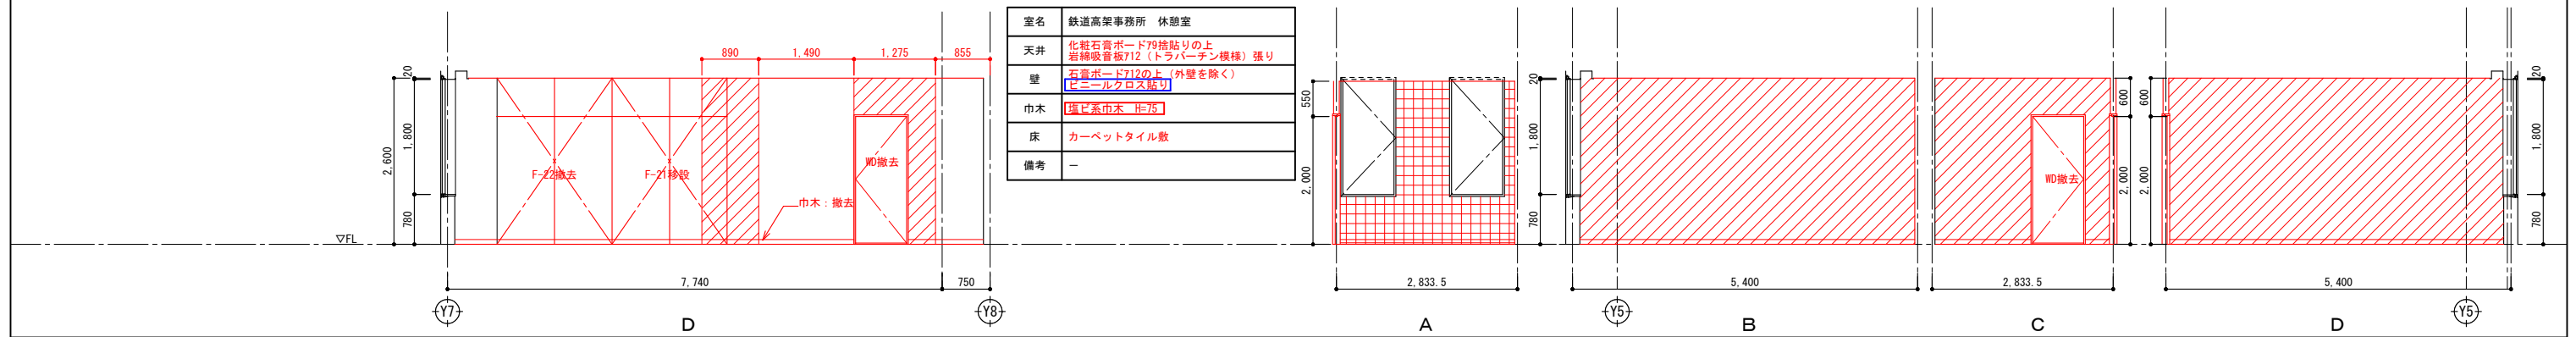 室名 鉄道高架事務所 休憩室
天井 化粧石膏ボードア9捨貼りの上
岩綿吸音板ア12（トラバーチン模様）張り
壁 石膏ボードア12の上（外壁を除く）
ビニールクロス貼り
巾木 塩ビ系巾木 H=75
床 カーペットタイル敷
備考 －
890 1,490 1,275 855
20
1,800
2,600
780
▽FL
F-22撤去
F-21移設
WD撤去
巾木：撤去
7,740 750
Y7 Y8
D
550
2,000
2,833.5
A
20
1,800
780
5,400
Y5
B
WD撤去
600
2,000
2,833.5
C
600
2,000
20
1,800
780
5,400
Y5
D